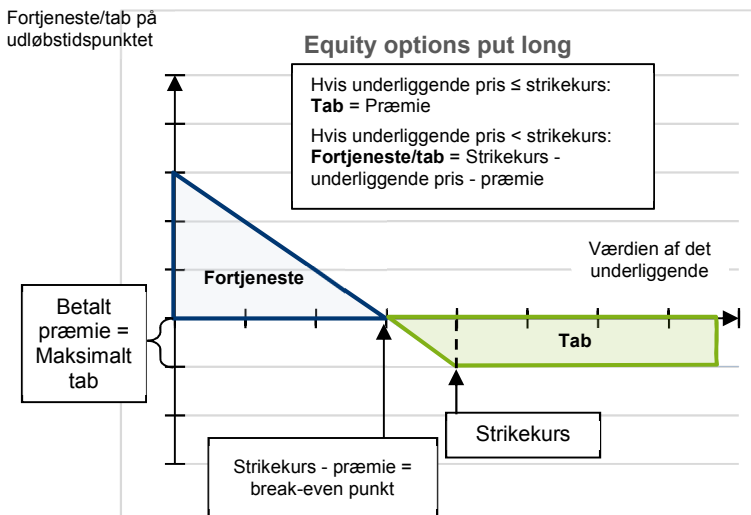 Fortjeneste/tab på
udløbstidspunktet
Equity options put long
Hvis underliggende pris ≤ strikekurs:
Tab = Præmie
Hvis underliggende pris < strikekurs:
Fortjeneste/tab = Strikekurs -
underliggende pris - præmie
Værdien af det
underliggende
Fortjeneste
Betalt
præmie =
Maksimalt
tab
Tab
Strikekurs
Strikekurs - præmie =
break-even punkt